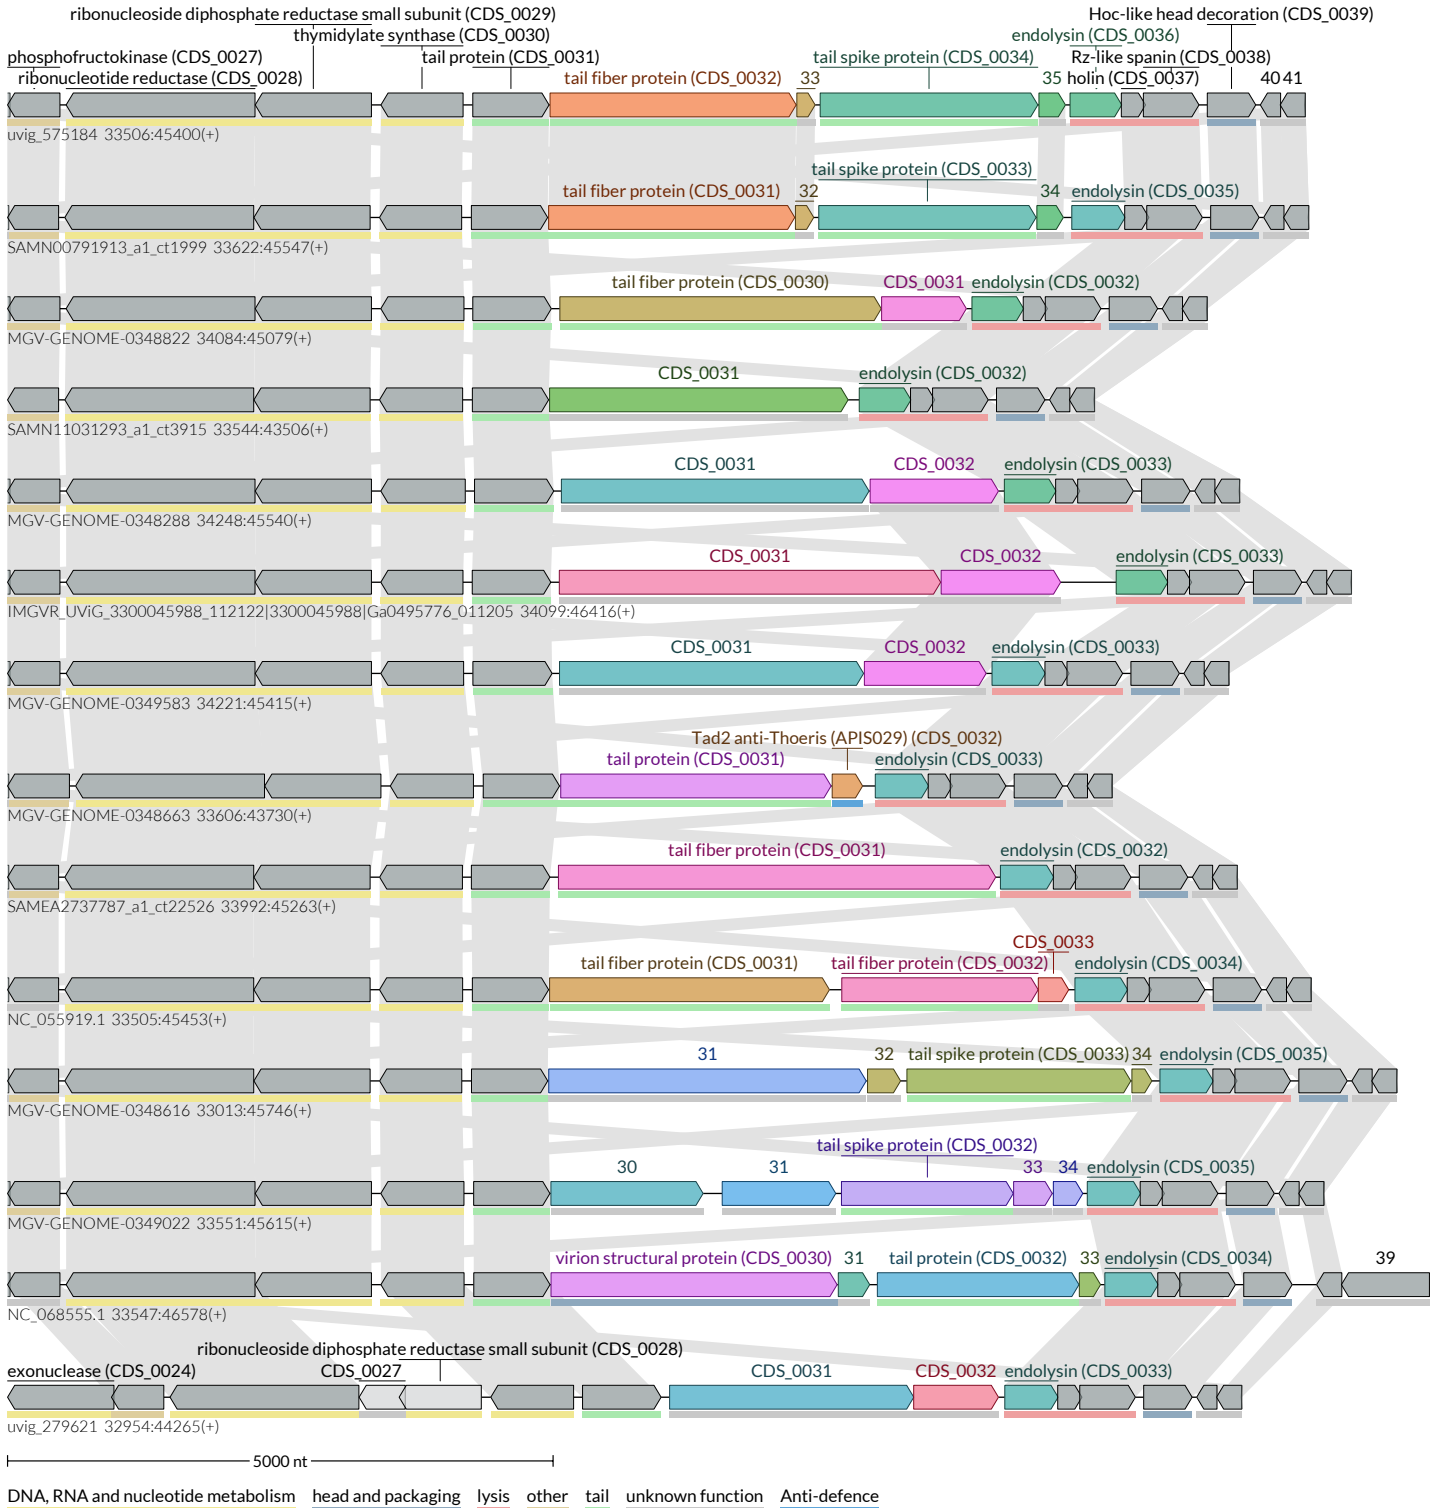 ribonucleoside diphosphate reductase small subunit (CDS_0029) Hoc-like head decoration (CDS_0039)
thymidylate synthase (CDS_0030) endolysin (CDS_0036)
phosphofructokinase (CDS_0027) tail protein (CDS_0031) tail spike protein (CDS_0034) Rz-like spanin (CDS_0038)
ribonucleotide reductase (CDS_0028) tail fiber protein (CDS_0032) 33 35 holin (CDS_0037) 40 41
uvig_575184 33506:45400(+)
tail spike protein (CDS_0033)
tail fiber protein (CDS_0031) 32 34 endolysin (CDS_0035)
SAMN00791913_a1_ct1999 33622:45547(+)
tail fiber protein (CDS_0030) CDS_0031 endolysin (CDS_0032)
MGV-GENOME-0348822 34084:45079(+)
CDS_0031 endolysin (CDS_0032)
SAMN11031293_a1_ct3915 33544:43506(+)
CDS_0031 CDS_0032 endolysin (CDS_0033)
MGV-GENOME-0348288 34248:45540(+)
CDS_0031 CDS_0032 endolysin (CDS_0033)
IMGVR_UViG_3300045988_112122|3300045988|Ga0495776_011205 34099:46416(+)
CDS_0031 CDS_0032 endolysin (CDS_0033)
MGV-GENOME-0349583 34221:45415(+)
Tad2 anti-Thoeris (APIS029) (CDS_0032)
tail protein (CDS_0031) endolysin (CDS_0033)
MGV-GENOME-0348663 33606:43730(+)
tail fiber protein (CDS_0031) endolysin (CDS_0032)
SAMEA2737787_a1_ct22526 33992:45263(+)
CDS_0033
tail fiber protein (CDS_0031) tail fiber protein (CDS_0032) endolysin (CDS_0034)
NC_055919.1 33505:45453(+)
31 32 tail spike protein (CDS_0033) 34 endolysin (CDS_0035)
MGV-GENOME-0348616 33013:45746(+)
tail spike protein (CDS_0032)
30 31 33 34 endolysin (CDS_0035)
MGV-GENOME-0349022 33551:45615(+)
virion structural protein (CDS_0030) 31 tail protein (CDS_0032) 33 endolysin (CDS_0034) 39
NC_068555.1 33547:46578(+)
ribonucleoside diphosphate reductase small subunit (CDS_0028)
exonuclease (CDS_0024) CDS_0027 CDS_0031 CDS_0032 endolysin (CDS_0033)
uvig_279621 32954:44265(+)
5000 nt
DNA, RNA and nucleotide metabolism head and packaging lysis other tail unknown function Anti-defence